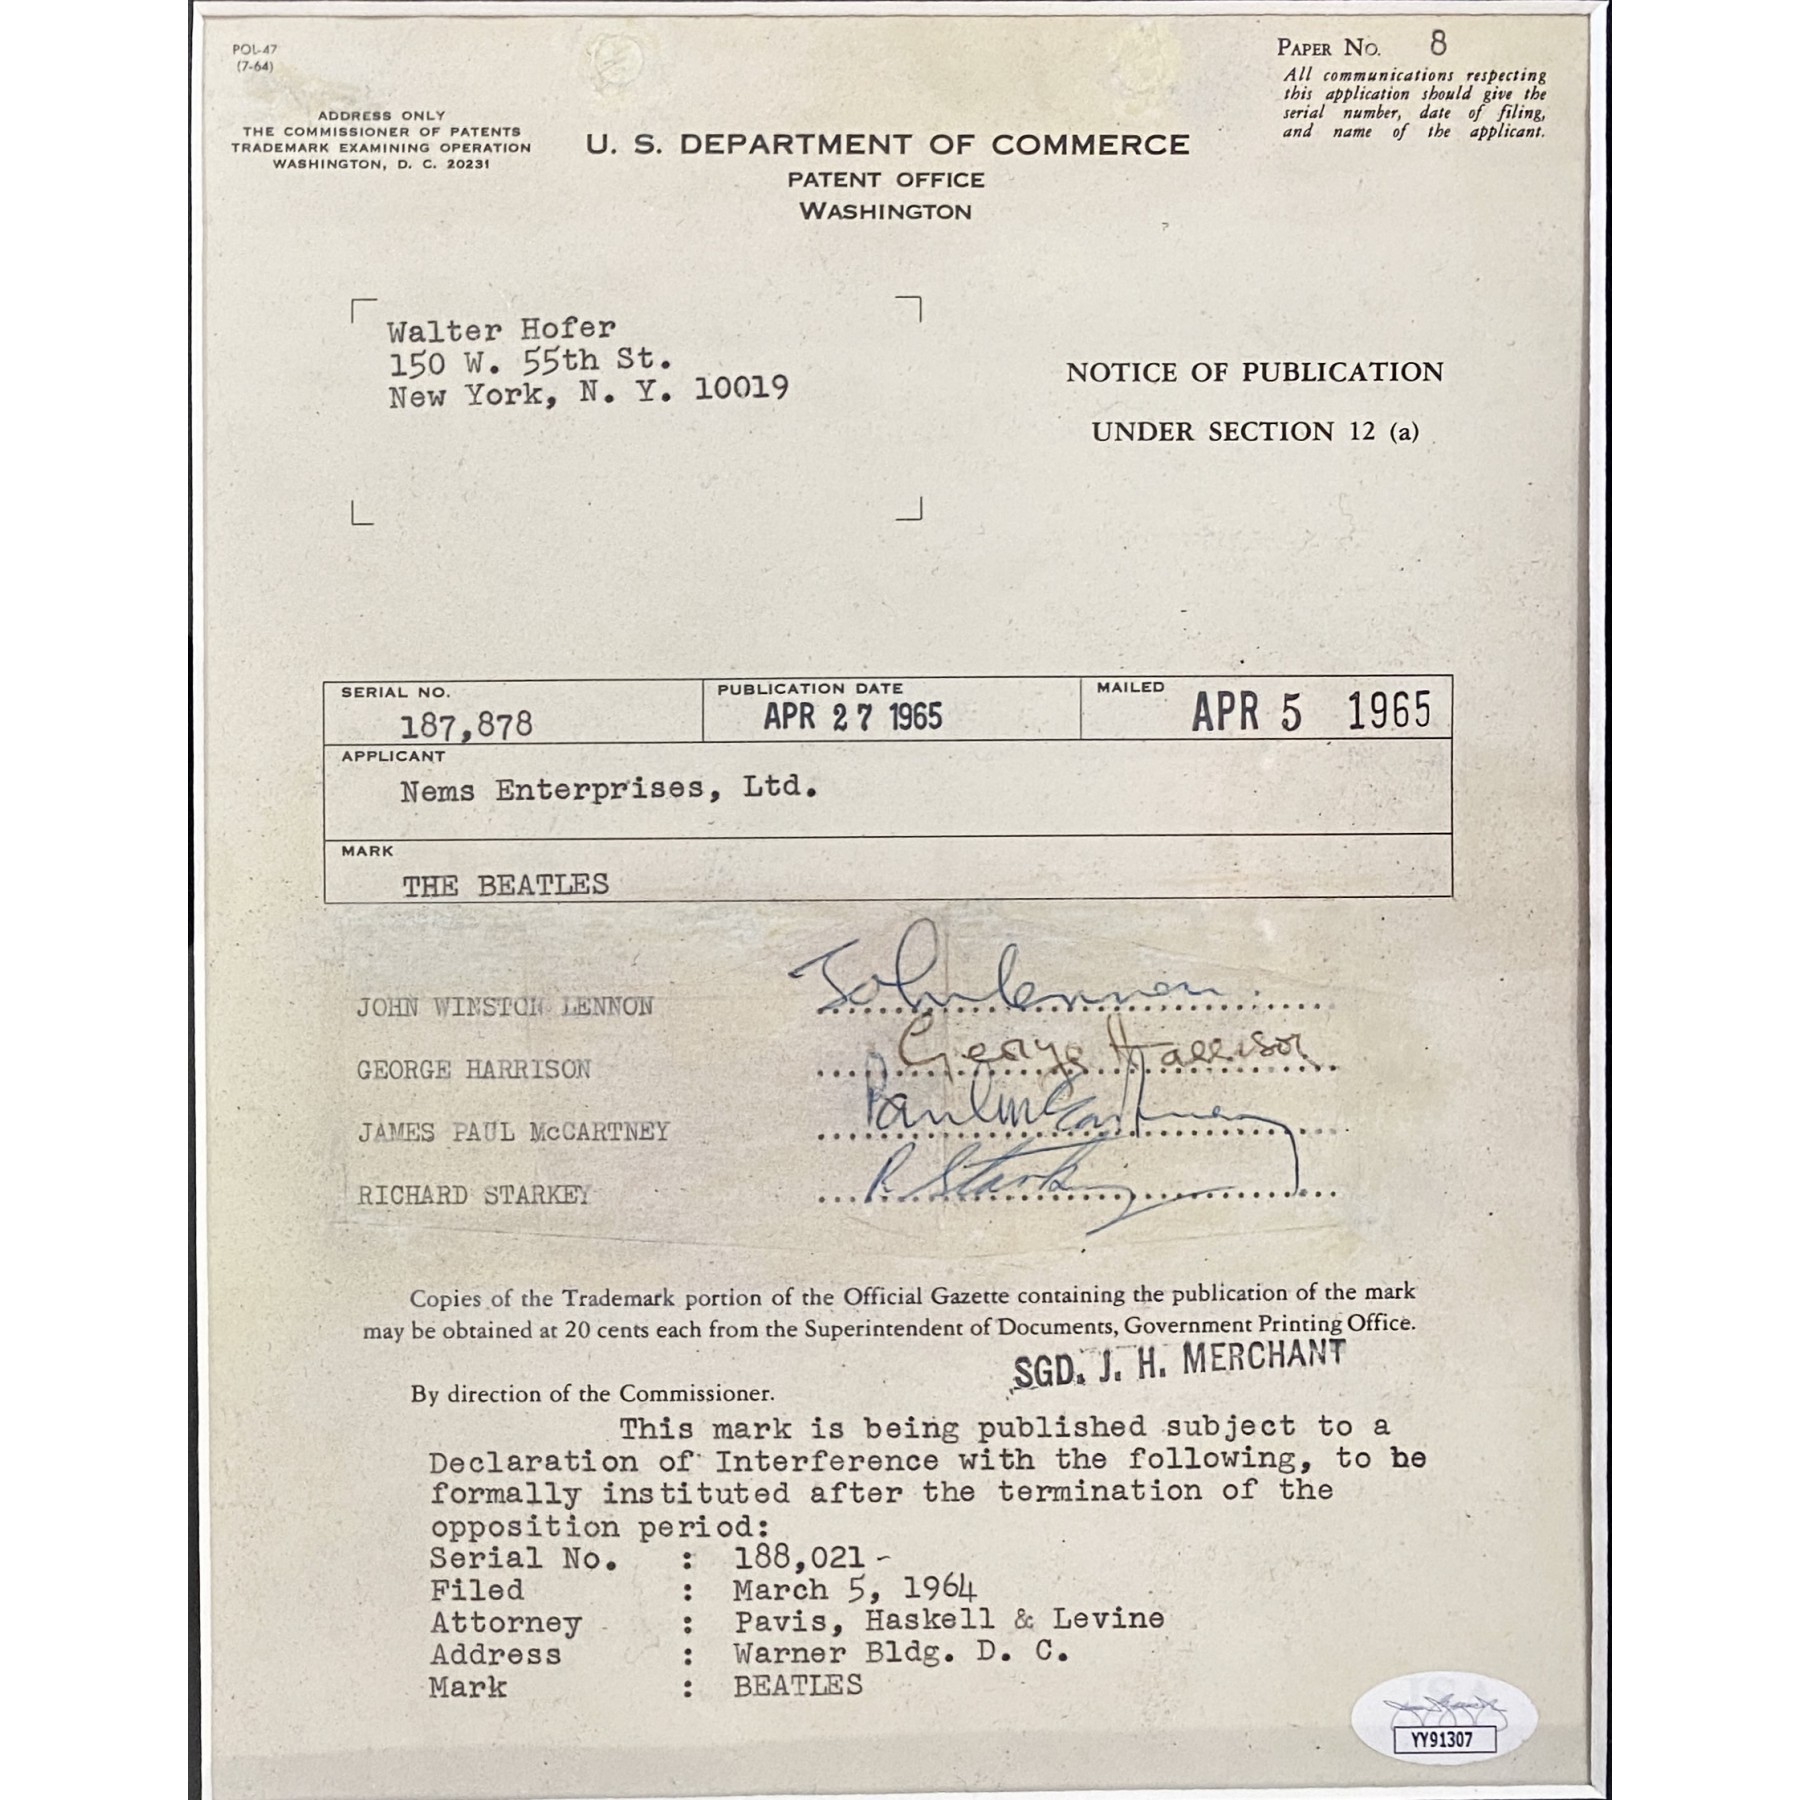 POL-47
(7-64)
PAPER NO. 8
All communications respecting
this application should give the
serial number, date of filing,
and name of the applicant.
ADDRESS ONLY
THE COMMISSIONER OF PATENTS
TRADEMARK EXAMINING OPERATION
WASHINGTON, D. C. 20231
U. S. DEPARTMENT OF COMMERCE
PATENT OFFICE
WASHINGTON
Walter Hofer
150 W. 55th St.
New York, N. Y. 10019
NOTICE OF PUBLICATION
UNDER SECTION 12 (a)
SERIAL NO.
187,878
PUBLICATION DATE
APR 27 1965
MAILED
APR 5 1965
APPLICANT
Nems Enterprises, Ltd.
MARK
THE BEATLES
JOHN WINSTON LENNON John Lennon
GEORGE HARRISON George Harrison
JAMES PAUL McCARTNEY Paul McCartney
RICHARD STARKEY R Starkey
Copies of the Trademark portion of the Official Gazette containing the publication of the mark
may be obtained at 20 cents each from the Superintendent of Documents, Government Printing Office.
SGD. J. H. MERCHANT
By direction of the Commissioner.
This mark is being published subject to a
Declaration of Interference with the following, to be
formally instituted after the termination of the
opposition period:
Serial No. : 188,021 -
Filed : March 5, 1964
Attorney : Pavis, Haskell & Levine
Address : Warner Bldg. D. C.
Mark : BEATLES
YY91307